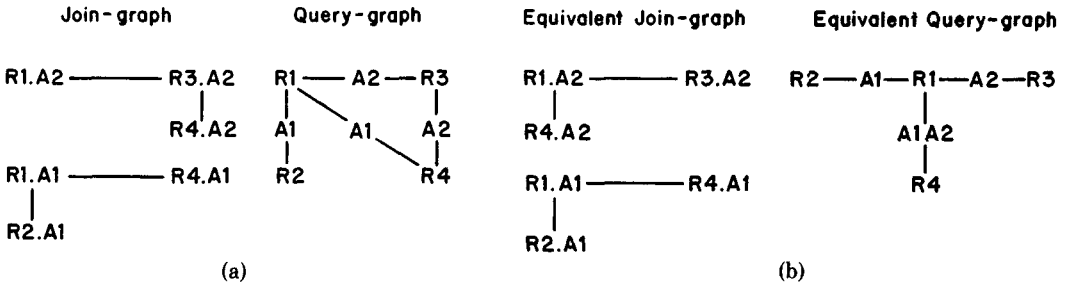 Join-graph Query-graph Equivalent Join-graph Equivalent Query-graph
R1.A2 R3.A2 R1 A2 R3 R1.A2 R3.A2 R2 A1 R1 A2 R3
R4.A2 A1 A1 A2 R4.A2 A1A2
R1.A1 R4.A1 R2 R4 R1.A1 R4.A1 R4
R2.A1 R2.A1
(a) (b)